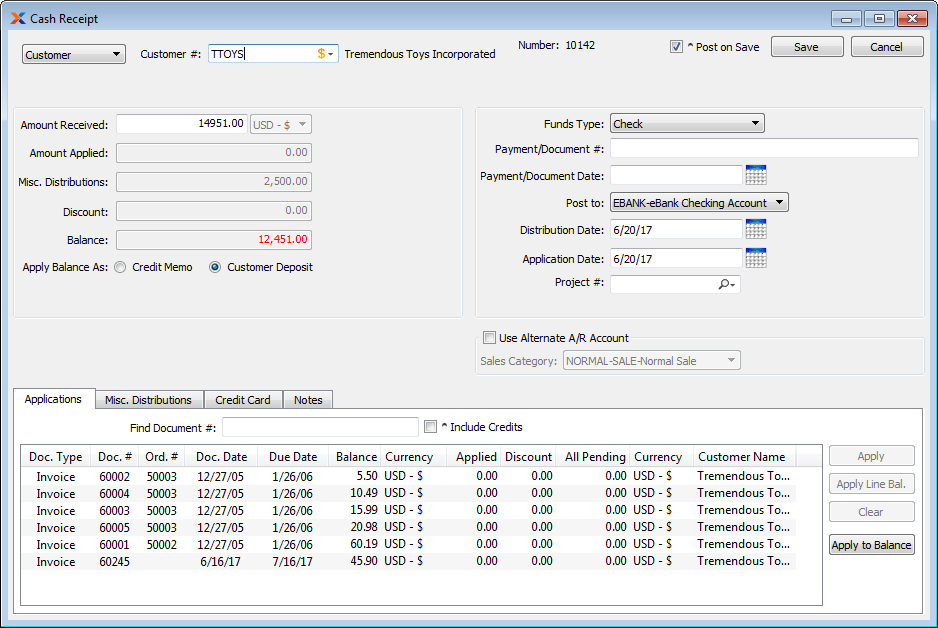 Cash Receipt
Customer Customer #: TTOYS $ Tremendous Toys Incorporated Number: 10142 ^ Post on Save Save Cancel
Amount Received: 14951.00 USD - $
Amount Applied: 0.00
Misc. Distributions: 2,500.00
Discount: 0.00
Balance: 12,451.00
Apply Balance As: Credit Memo Customer Deposit
Funds Type: Check
Payment/Document #:
Payment/Document Date:
Post to: EBANK-eBank Checking Account
Distribution Date: 6/20/17
Application Date: 6/20/17
Project #:
Use Alternate A/R Account
Sales Category: NORMAL-SALE-Normal Sale
Applications Misc. Distributions Credit Card Notes
Find Document #: ^ Include Credits
Doc. Type Doc. # Ord. # Doc. Date Due Date Balance Currency Applied Discount All Pending Currency Customer Name
Invoice 60002 50003 12/27/05 1/26/06 5.50 USD - $ 0.00 0.00 0.00 USD - $ Tremendous To...
Invoice 60004 50003 12/27/05 1/26/06 10.49 USD - $ 0.00 0.00 0.00 USD - $ Tremendous To...
Invoice 60003 50003 12/27/05 1/26/06 15.99 USD - $ 0.00 0.00 0.00 USD - $ Tremendous To...
Invoice 60005 50003 12/27/05 1/26/06 20.98 USD - $ 0.00 0.00 0.00 USD - $ Tremendous To...
Invoice 60001 50002 12/27/05 1/26/06 60.19 USD - $ 0.00 0.00 0.00 USD - $ Tremendous To...
Invoice 60245 6/16/17 7/16/17 45.90 USD - $ 0.00 0.00 0.00 USD - $ Tremendous To...
Apply
Apply Line Bal.
Clear
Apply to Balance